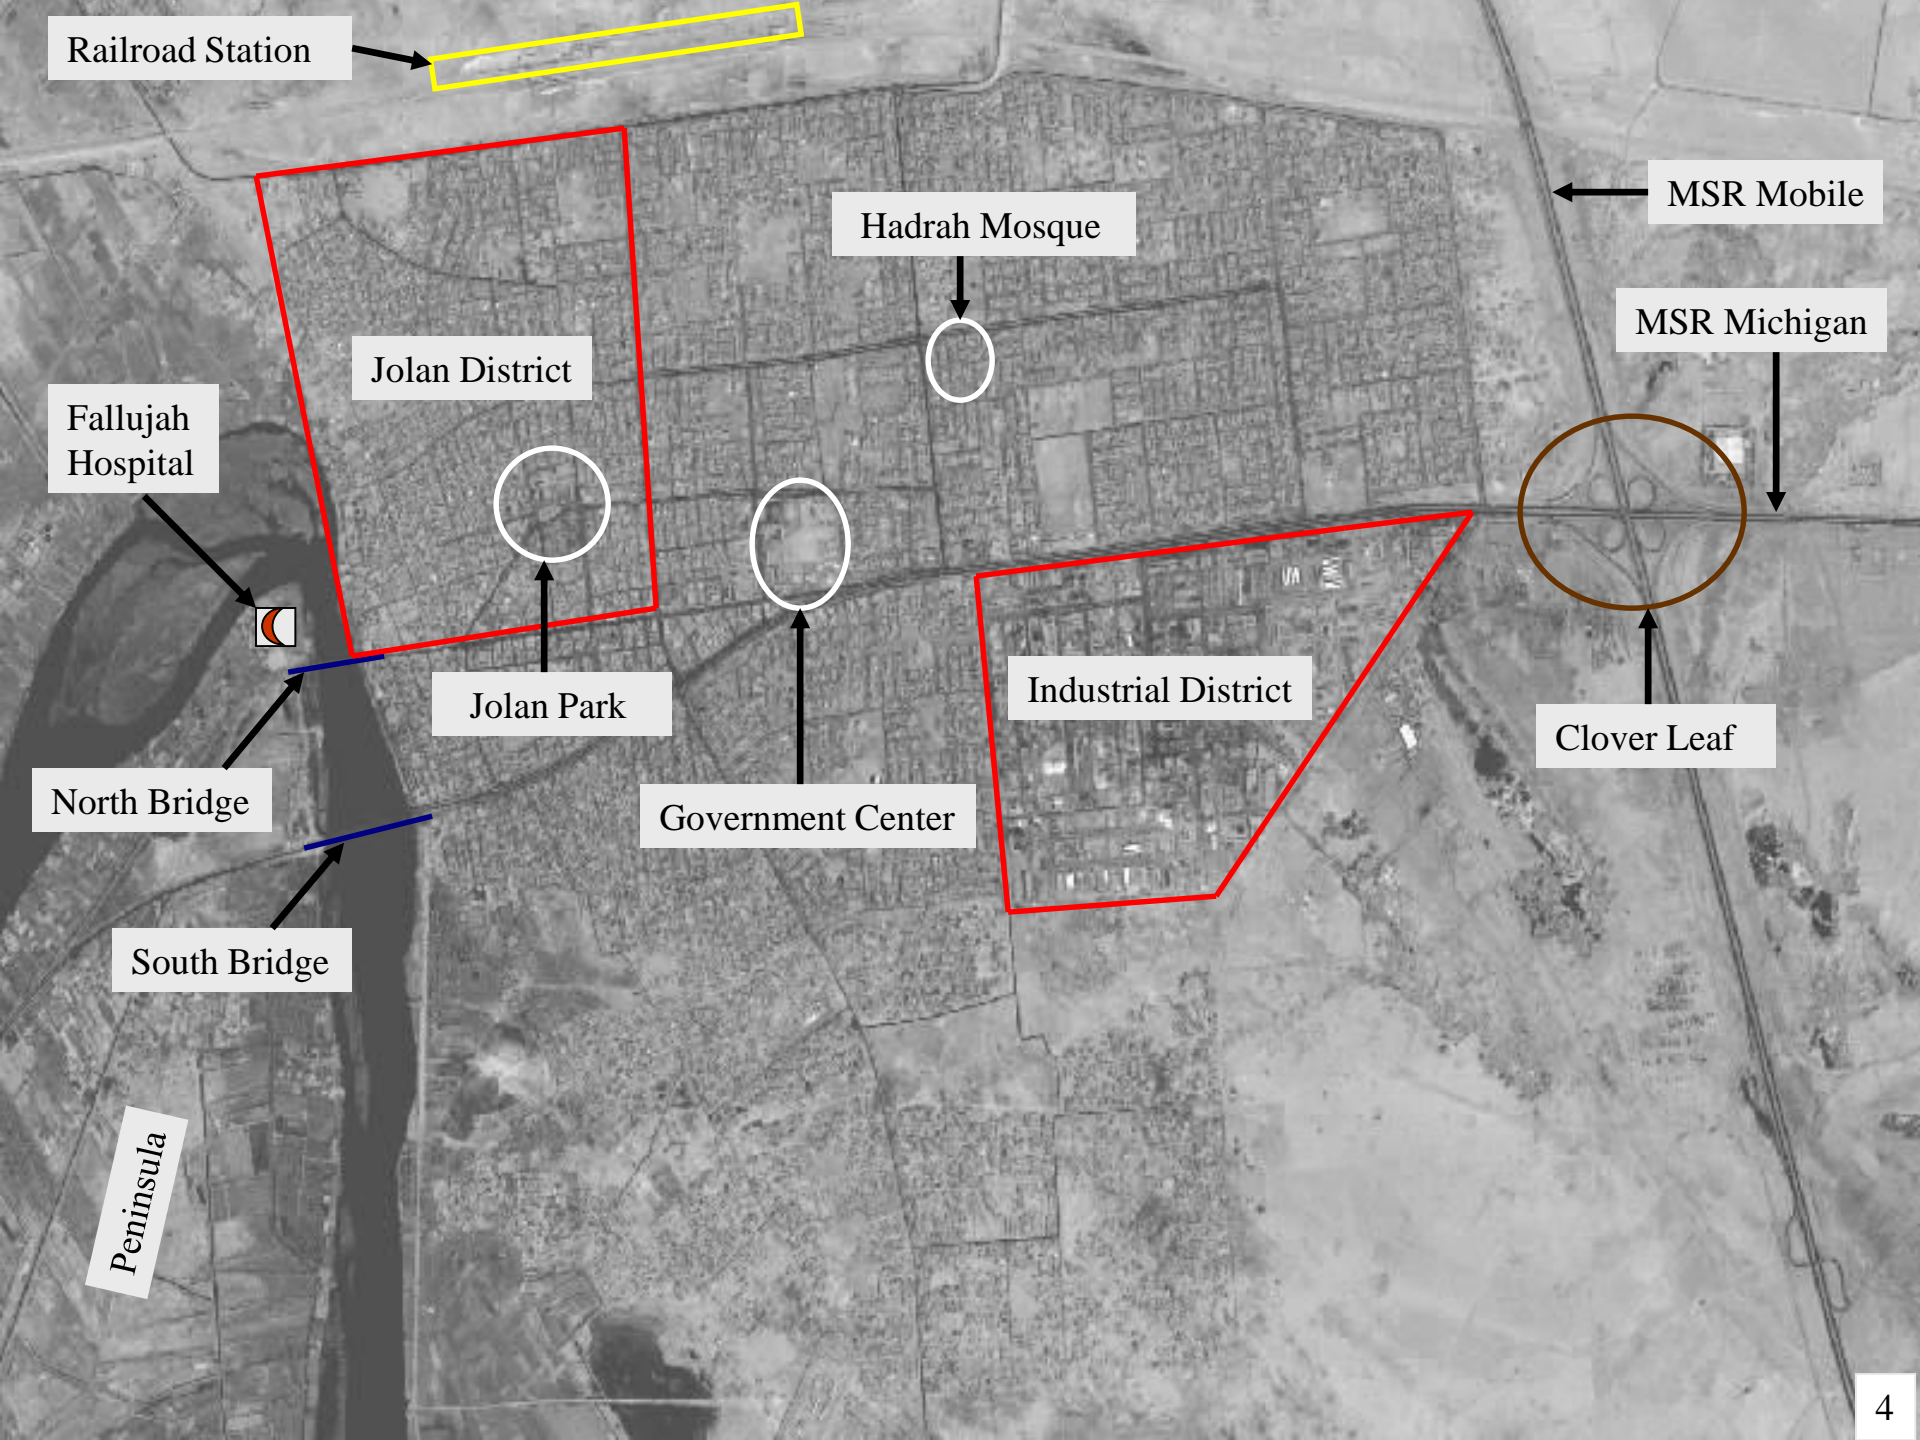 Railroad Station
MSR Mobile
Hadrah Mosque
MSR Michigan
Jolan District
Fallujah
Hospital
Industrial District
Jolan Park
Clover Leaf
North Bridge
Government Center
South Bridge
Peninsula
4